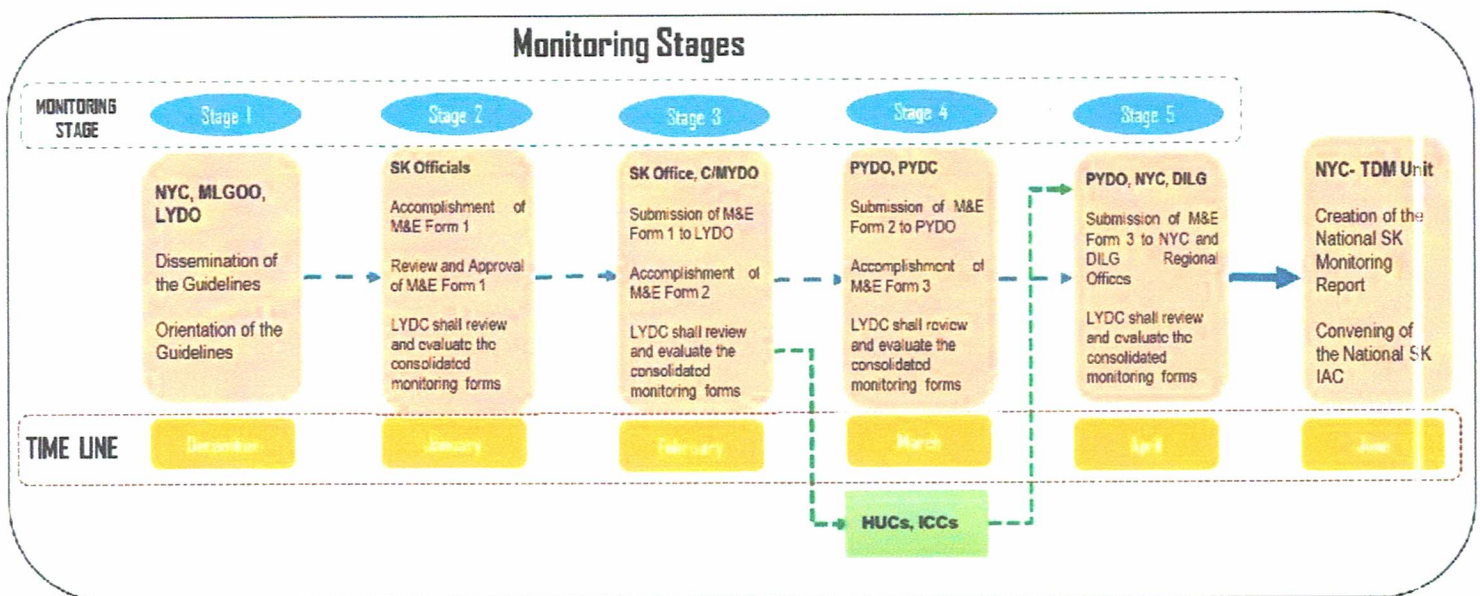 Monitoring Stages
MONITORING
STAGE
Stage 1
Stage 2
Stage 3
Stage 4
Stage 5
NYC, MLGOO,
LYDO
Dissemination of
the Guidelines
Orientation of the
Guidelines
SK Officials
Accomplishment of
M&E Form 1
Review and Approval
of M&E Form 1
LYDC shall review
and evaluate the
consolidated
monitoring forms
SK Office, C/MYDO
Submission of M&E
Form 1 to LYDO
Accomplishment of
M&E Form 2
LYDC shall review
and evaluate the
consolidated
monitoring forms
PYDO, PYDC
Submission of M&E
Form 2 to PYDO
Accomplishment of
M&E Form 3
LYDC shall review
and evaluate the
consolidated
monitoring forms
PYDO, NYC, DILG
Submission of M&E
Form 3 to NYC and
DILG Regional
Offices
LYDC shall review
and evaluate the
consolidated
monitoring forms
NYC- TDM Unit
Creation of the
National SK
Monitoring
Report
Convening of
the National SK
IAC
TIME LINE
December
January
February
March
April
June
HUCs, ICCs